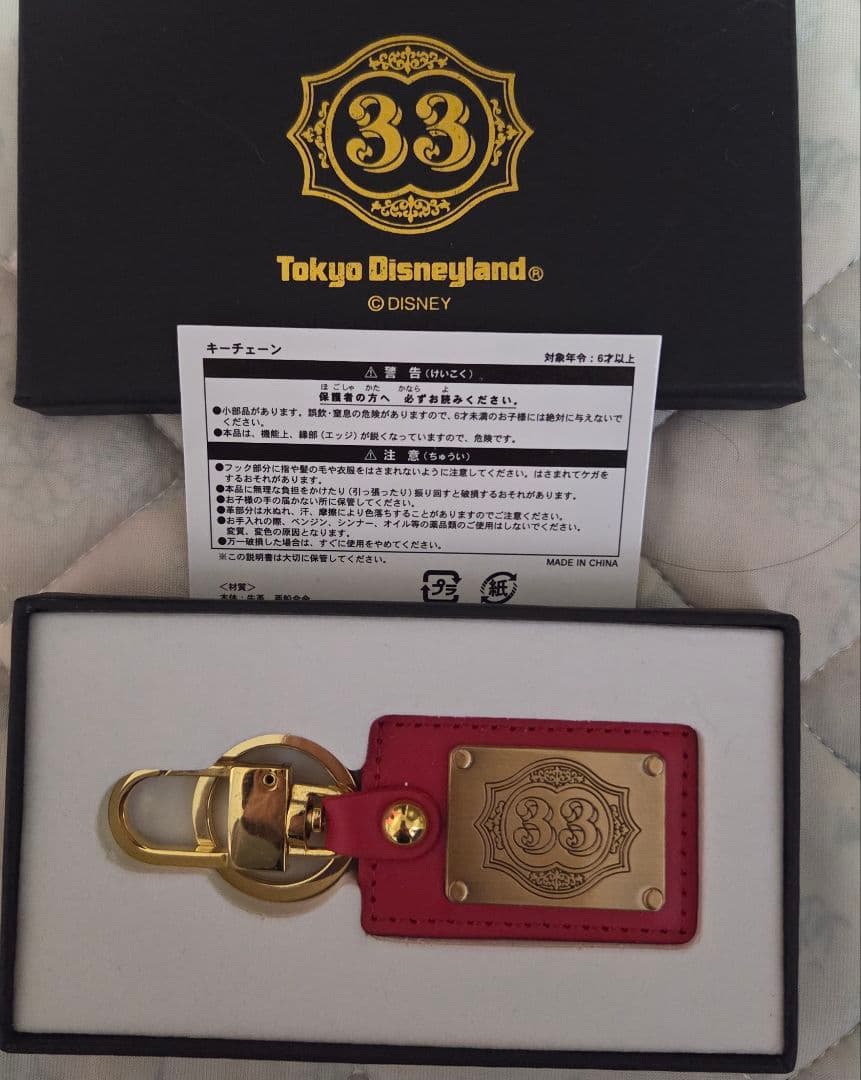 33
Tokyo Disneyland®
© DISNEY
キーチェーン
対象年令：6才以上
⚠ 警 告（けいこく）
ほごしゃ かた かなら よ
保護者の方へ 必ずお読みください。
●小部品があります。誤飲・窒息の危険がありますので、6才未満のお子様には絶対に与えないで
ください。
●本品は、機能上、縁部（エッジ）が鋭くなっていますので、危険です。
⚠ 注 意（ちゅうい）
●フック部分に指や髪の毛や衣服をはさまれないように注意してください。はさまれてケガを
するおそれがあります。
●本品に無理な負担をかけたり（引っ張ったり）振り回すと破損するおそれがあります。
●お子様の手の届かない所に保管してください。
●革部分は水ぬれ、汗、摩擦により色落ちすることがありますのでご注意ください。
●お手入れの際、ベンジン、シンナー、オイル等の薬品類のご使用はしないでください。
変質、変色の原因となります。
●万一破損した場合は、すぐに使用をやめてください。
※この説明書は大切に保管してください。
MADE IN CHINA
＜材質＞
プラ
紙
本体：牛革、亜鉛合金
33